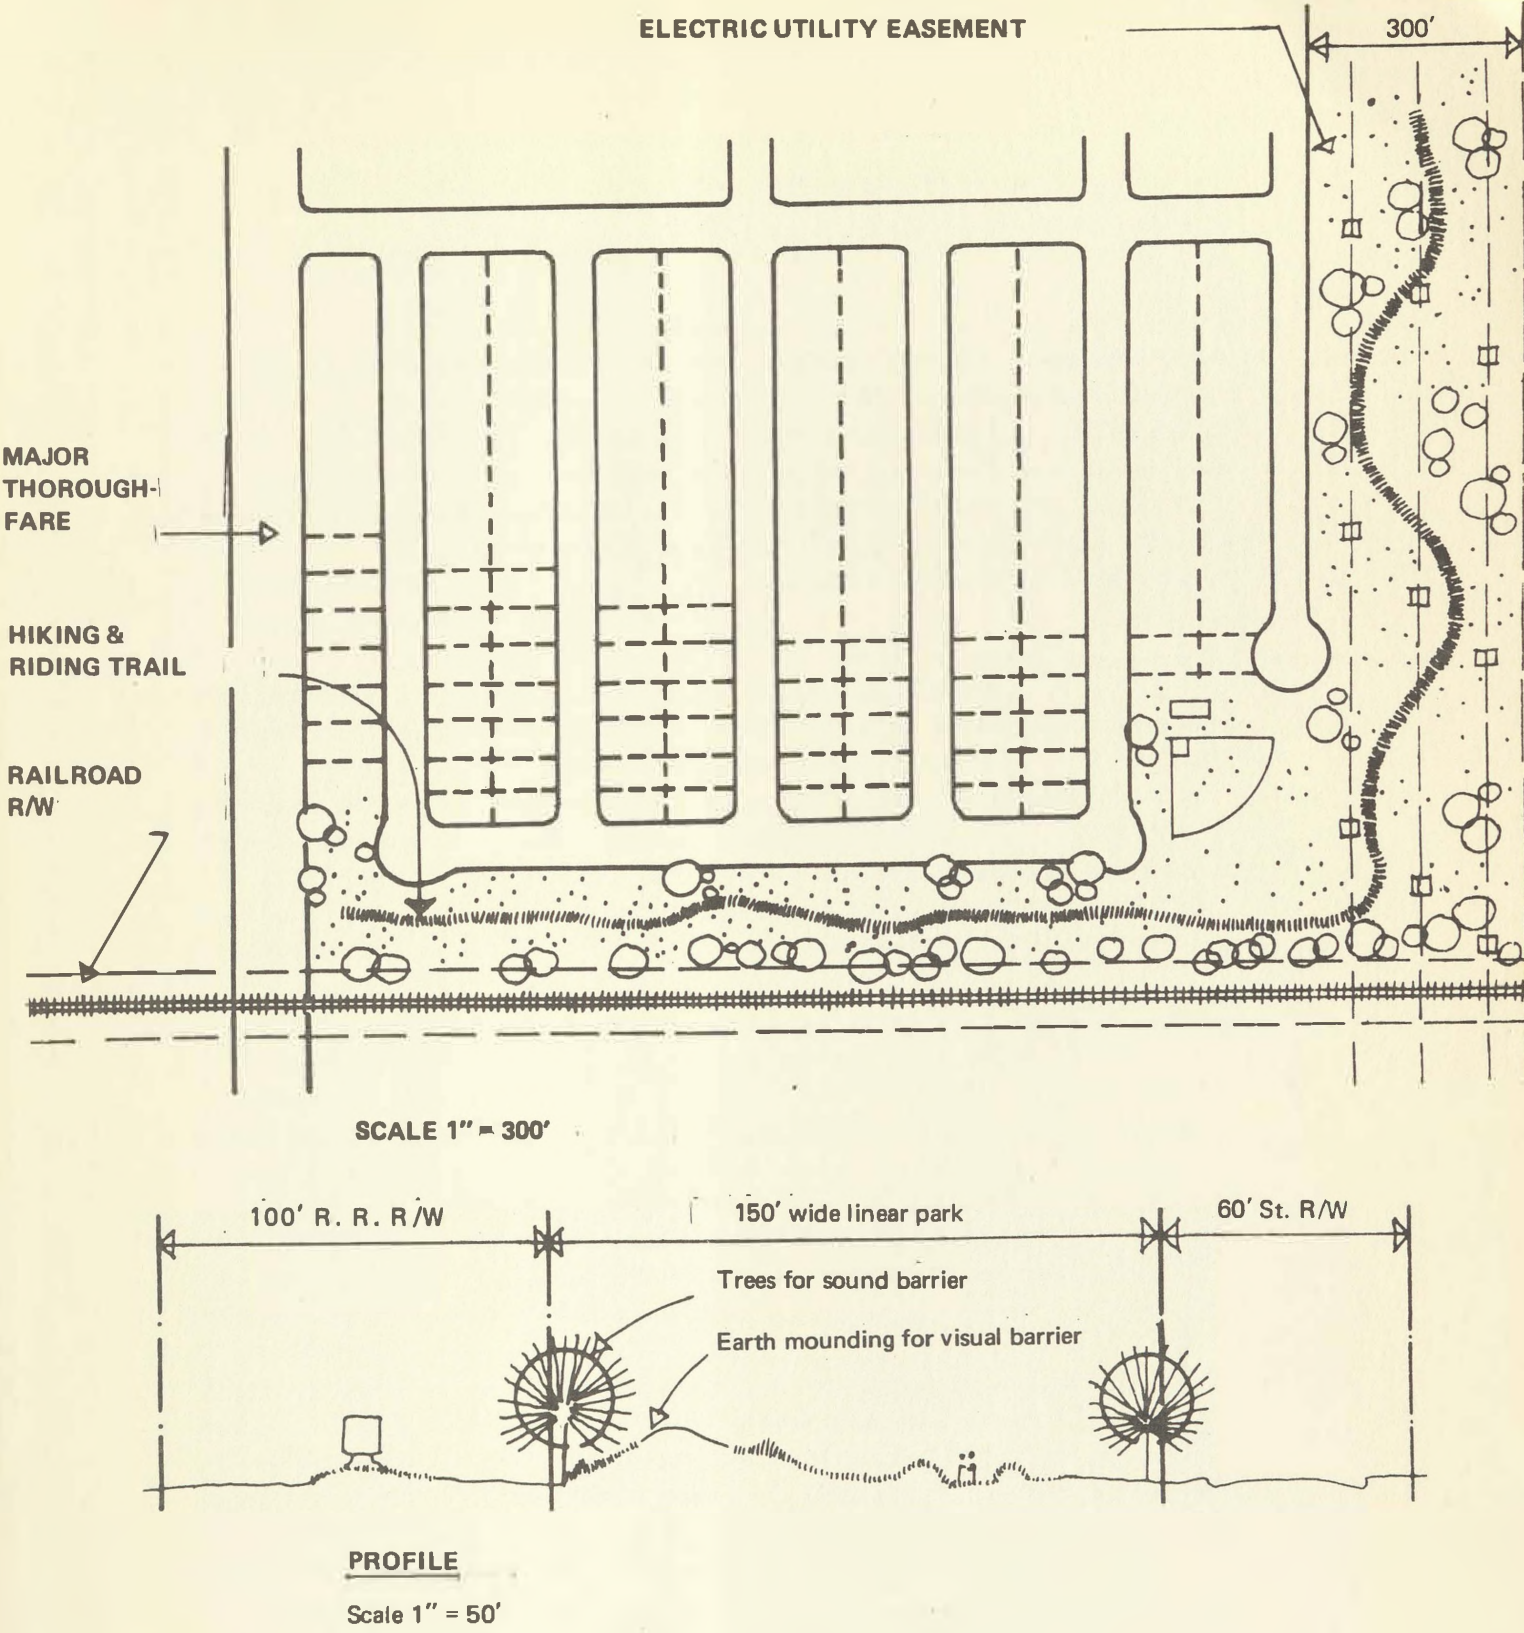 ELECTRIC UTILITY EASEMENT
300'
MAJOR
THOROUGH-
FARE
HIKING &
RIDING TRAIL
RAILROAD
R/W
SCALE 1" = 300'
100' R. R. R/W
150' wide linear park
60' St. R/W
Trees for sound barrier
Earth mounding for visual barrier
PROFILE
Scale 1" = 50'